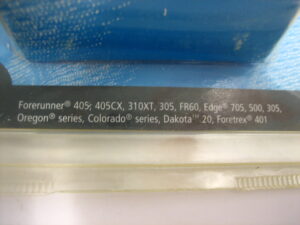 Forerunner® 405; 405CX, 310XT, 305, FR60, Edge® 705, 500, 305,
Oregon® series, Colorado® series, Dakota™ 20, Foretrex® 401